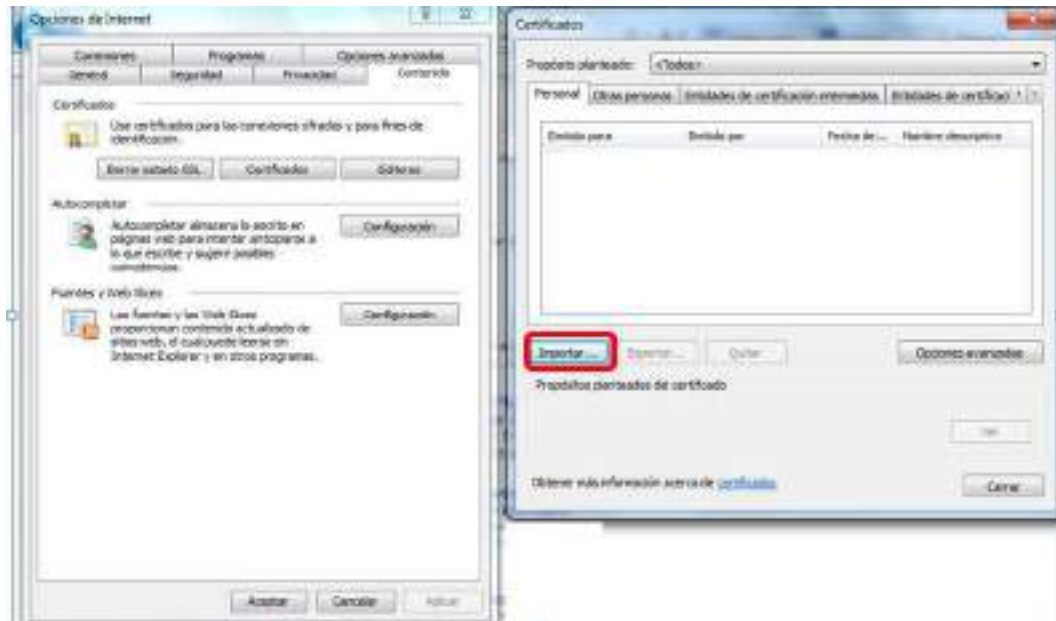 Opciones de Internet
Conexiones Programas Opciones avanzadas
General Seguridad Privacidad Contenido
Certificados
Use certificados para las conexiones cifradas y para fines de
identificación.
Borrar estado SSL Certificados Editores
Autocompletar
Autocompletar almacena lo escrito en
páginas web para intentar anticiparse a
lo que escribe y sugerir posibles
coincidencias.
Configuración
Fuentes y Web Slices
Las fuentes y las Web Slices
proporcionan contenido actualizado de
sitios web, el cual puede leerse en
Internet Explorer y en otros programas.
Configuración
Aceptar Cancelar Aplicar
Certificados
Propósito planteado: <Todos>
Personal Otras personas Entidades de certificación intermedias Entidades de certificaci
Emitido para Emitido por Fecha de ... Nombre descriptivo
Importar... Exportar... Quitar Opciones avanzadas
Propósitos planteados de certificado
Ver
Obtener más información acerca de certificados
Cerrar